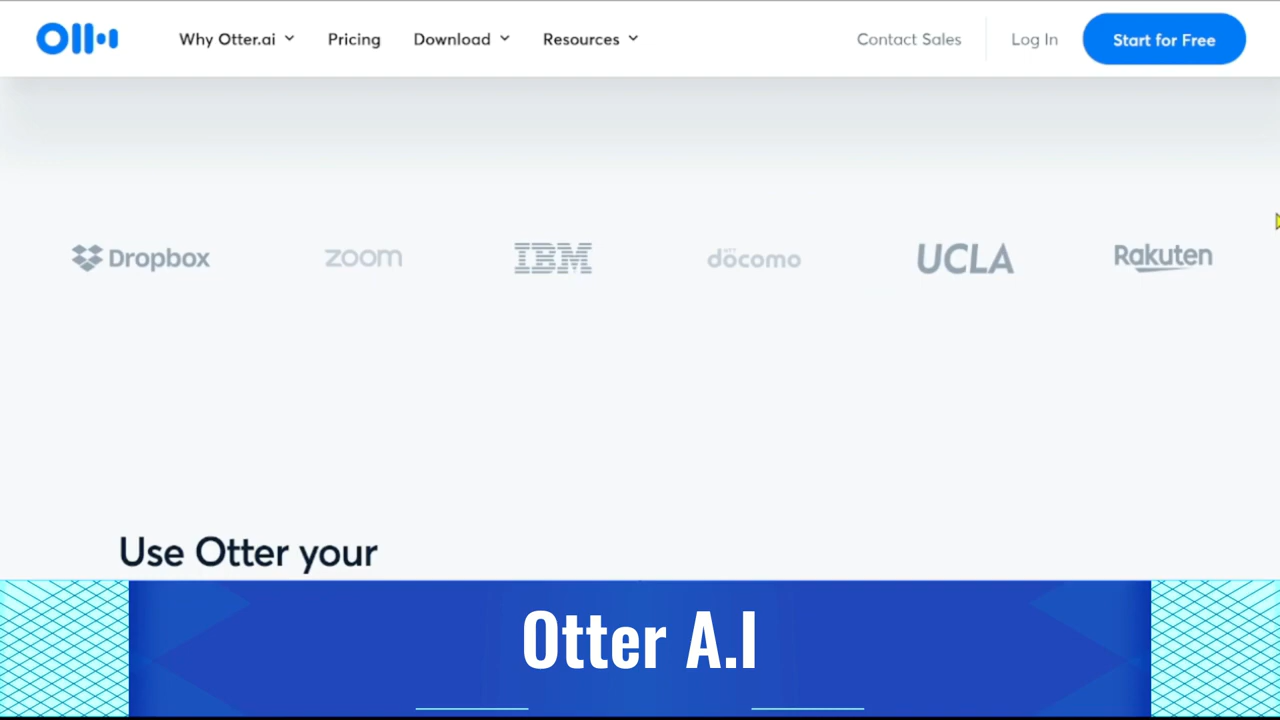 Why Otter.ai Pricing Download Resources Contact Sales Log In Start for Free
Dropbox zoom IBM döcomo UCLA Rakuten
Use Otter your
Otter A.I